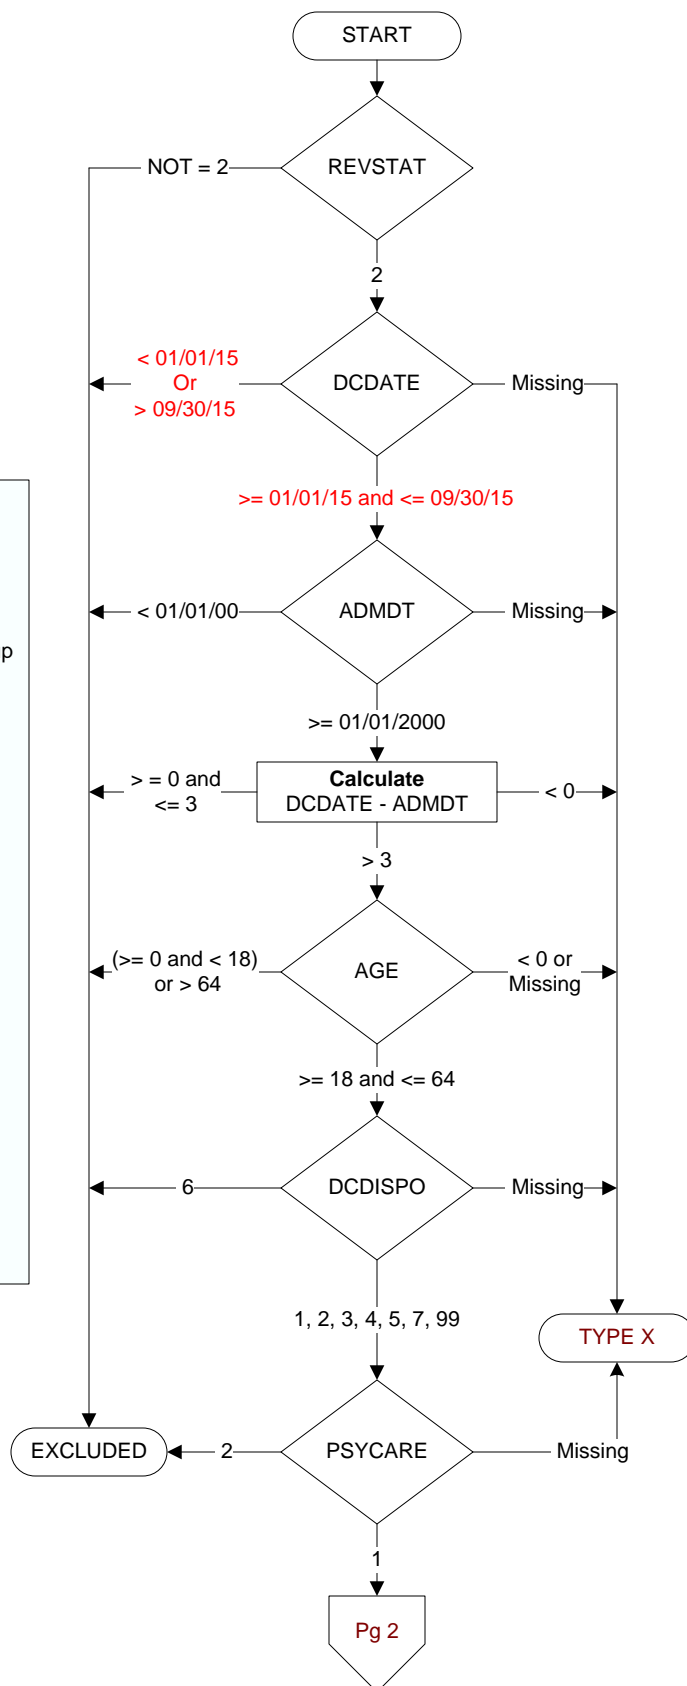 START
REVSTAT
NOT = 2
2
< 01/01/15
Or
> 09/30/15
DCDATE
Missing
>= 01/01/15 and <= 09/30/15
< 01/01/00
ADMDT
Missing
>= 01/01/2000
> = 0 and
<= 3
Calculate
DCDATE - ADMDT
< 0
> 3
(>= 0 and < 18)
or > 64
AGE
< 0 or
Missing
>= 18 and <= 64
6
DCDISPO
Missing
1, 2, 3, 4, 5, 7, 99
TYPE X
EXCLUDED
2
PSYCARE
Missing
1
Pg 2